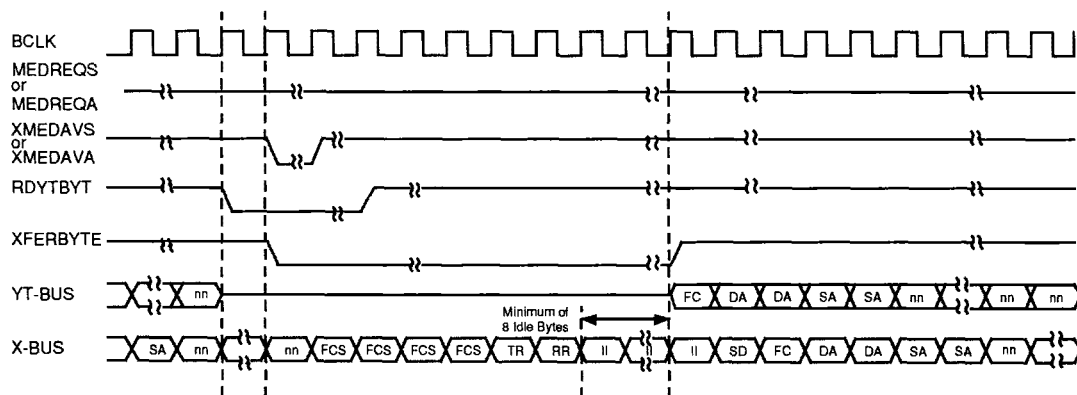 BCLK
MEDREQS
or
MEDREQA
XMEDAVS
or
XMEDAVA
RDYTBYT
XFERBYTE
YT-BUS
nn
FC DA DA SA SA nn nn nn
Minimum of
8 Idle Bytes
X-BUS
SA nn nn FCS FCS FCS FCS TR RR II II II SD FC DA DA SA SA nn